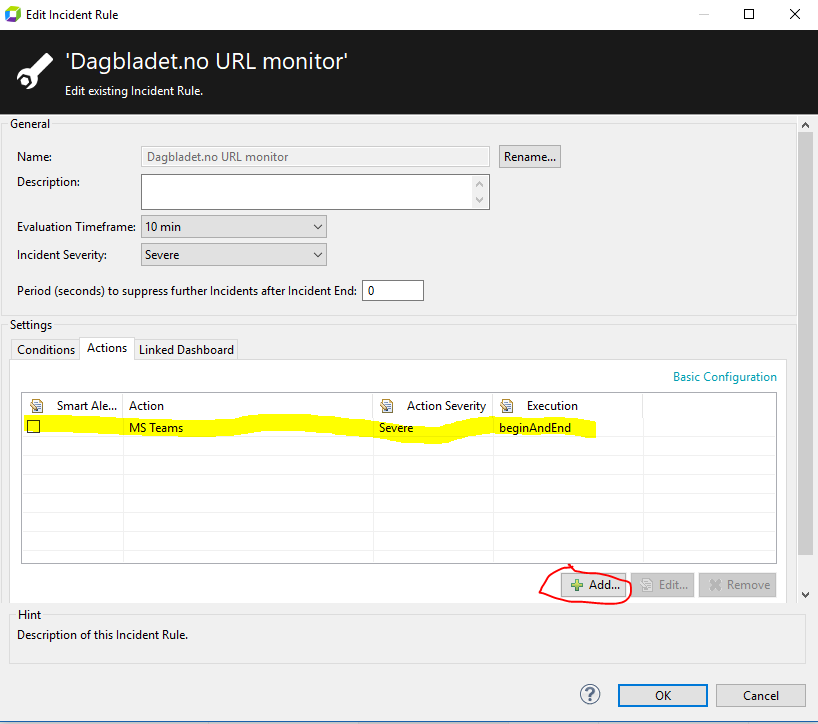 Edit Incident Rule
'Dagbladet.no URL monitor'
Edit existing Incident Rule.
General
Name: Dagbladet.no URL monitor Rename...
Description:
Evaluation Timeframe: 10 min
Incident Severity: Severe
Period (seconds) to suppress further Incidents after Incident End: 0
Settings
Conditions Actions Linked Dashboard
Basic Configuration
Smart Ale... Action Action Severity Execution
MS Teams Severe beginAndEnd
Add... Edit... Remove
Hint
Description of this Incident Rule.
? OK Cancel